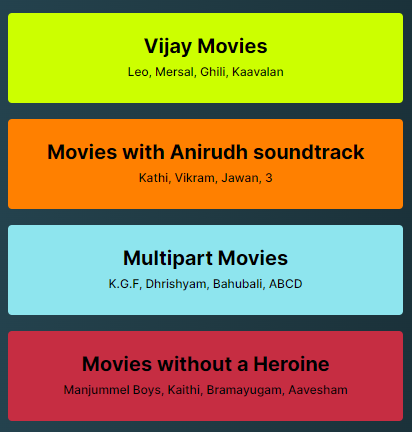 Vijay Movies
Leo, Mersal, Ghili, Kaavalan
Movies with Anirudh soundtrack
Kathi, Vikram, Jawan, 3
Multipart Movies
K.G.F, Dhrishyam, Bahubali, ABCD
Movies without a Heroine
Manjummel Boys, Kaithi, Bramayugam, Aavesham